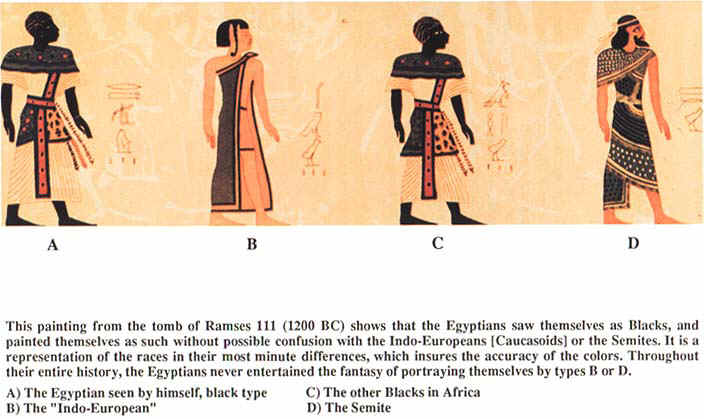 A B C D
This painting from the tomb of Ramses 111 (1200 BC) shows that the Egyptians saw themselves as Blacks, and
painted themselves as such without possible confusion with the Indo-Europeans [Caucasoids] or the Semites. It is a
representation of the races in their most minute differences, which insures the accuracy of the colors. Throughout
their entire history, the Egyptians never entertained the fantasy of portraying themselves by types B or D.
A) The Egyptian seen by himself, black type
B) The "Indo-European"
C) The other Blacks in Africa
D) The Semite